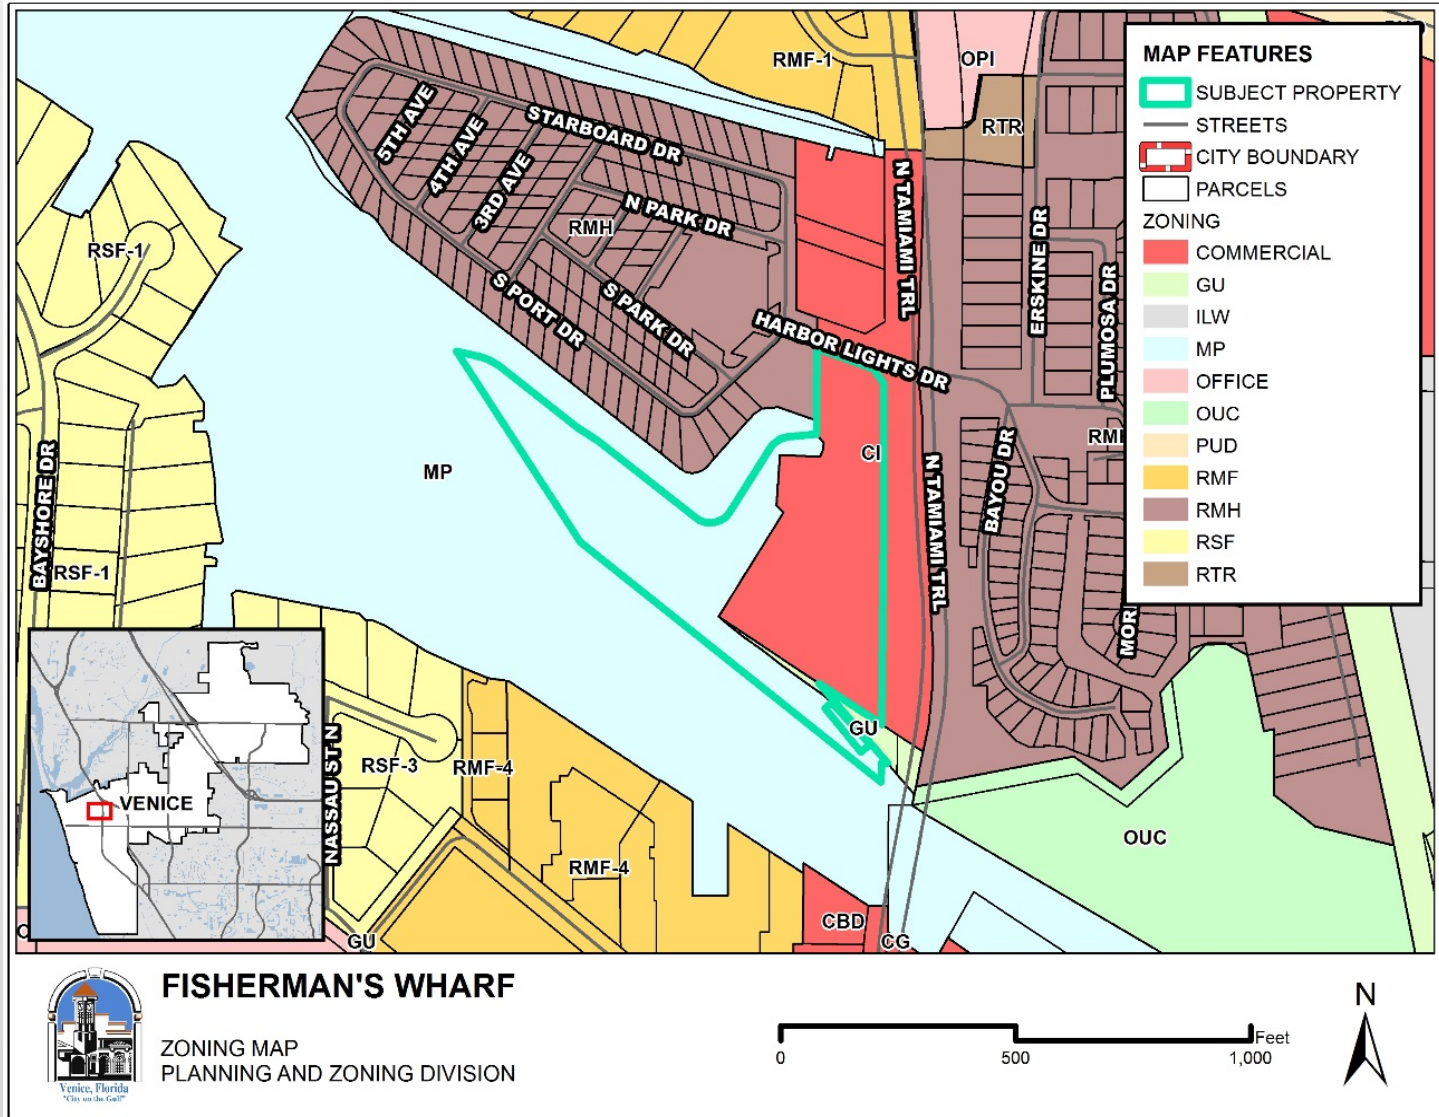 RMF-1
OPI
RTR
5TH AVE
4TH AVE
3RD AVE
STARBOARD DR
N PARK DR
RMH
S PORT DR
S PARK DR
HARBOR LIGHTS DR
N TAMIAMI TRL
ERSKINE DR
PLUMOSA DR
RSF-1
BAYSHORE DR
RSF-1
MP
CI
N TAMIAMI TRL
BAYOU DR
GU
OUC
RSF-3
RMF-4
RMF-4
NASSAU ST N
GU
CBD
CG
VENICE
MAP FEATURES
SUBJECT PROPERTY
STREETS
CITY BOUNDARY
PARCELS
ZONING
COMMERCIAL
GU
ILW
MP
OFFICE
OUC
PUD
RMF
RMH
RSF
RTR
FISHERMAN'S WHARF
ZONING MAP
PLANNING AND ZONING DIVISION
Venice, Florida
"City on the Gulf"
0 500 1,000
Feet
N